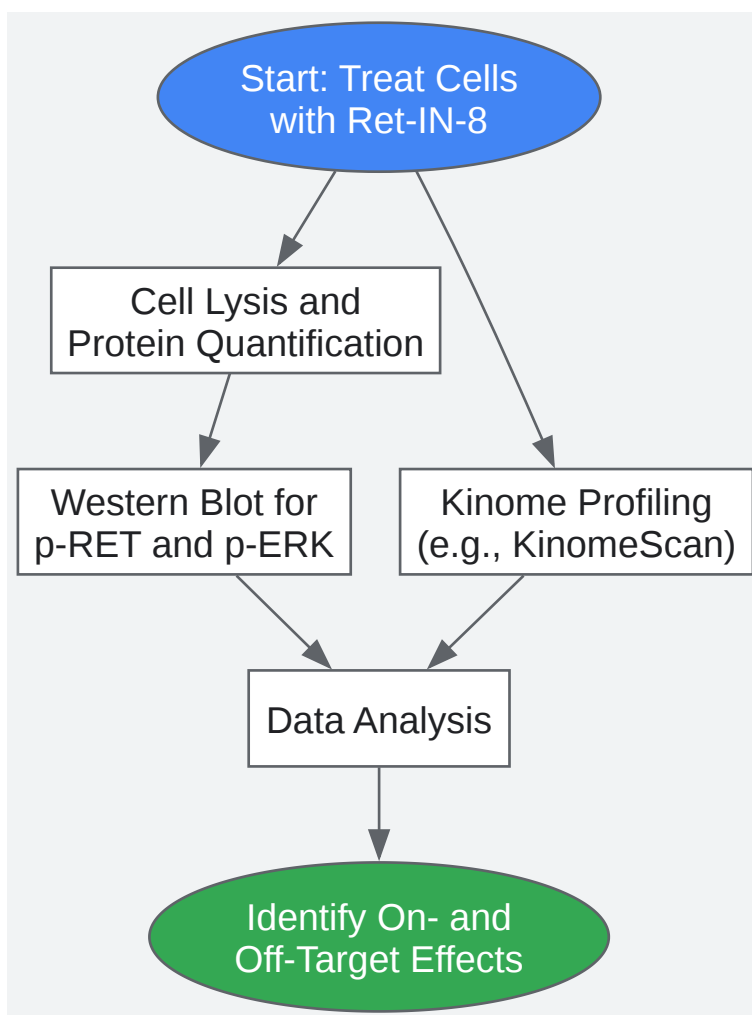 Start: Treat Cells
with Ret-IN-8
Cell Lysis and
Protein Quantification
Western Blot for
p-RET and p-ERK
Kinome Profiling
(e.g., KinomeScan)
Data Analysis
Identify On- and
Off-Target Effects